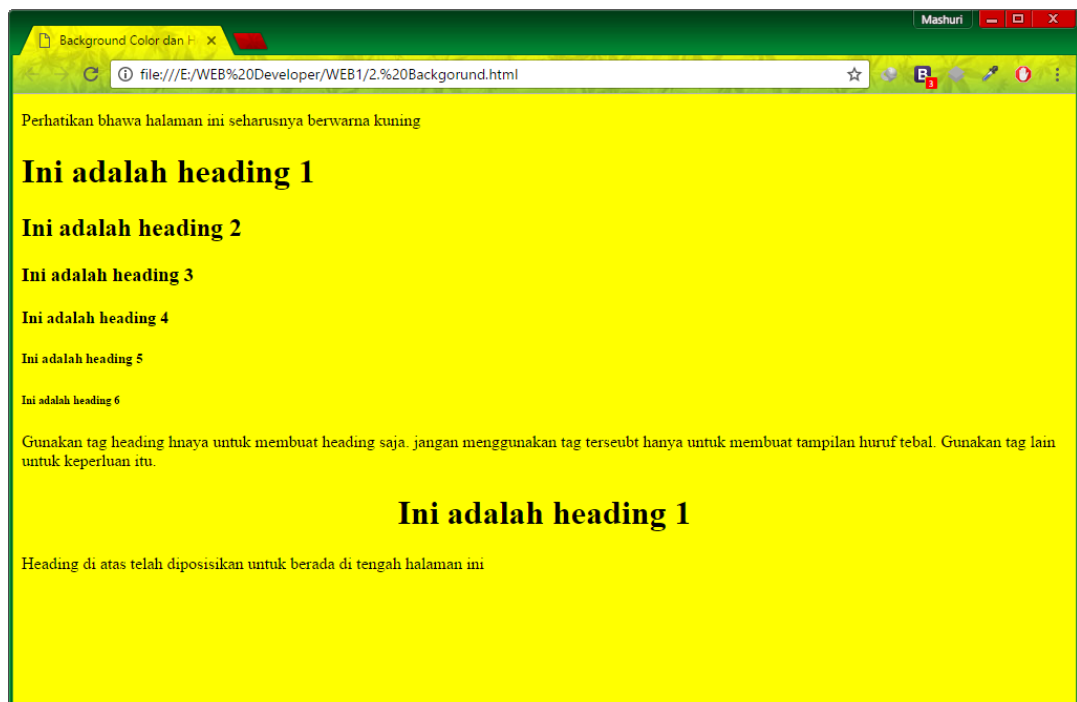 Mashuri
Background Color dan H
file:///E:/WEB%20Developer/WEB1/2.%20Backgorund.html
B
3
Perhatikan bhawa halaman ini seharusnya berwarna kuning
Ini adalah heading 1
Ini adalah heading 2
Ini adalah heading 3
Ini adalah heading 4
Ini adalah heading 5
Ini adalah heading 6
Gunakan tag heading hnaya untuk membuat heading saja. jangan menggunakan tag terseubt hanya untuk membuat tampilan huruf tebal. Gunakan tag lain
untuk keperluan itu.
Ini adalah heading 1
Heading di atas telah diposisikan untuk berada di tengah halaman ini